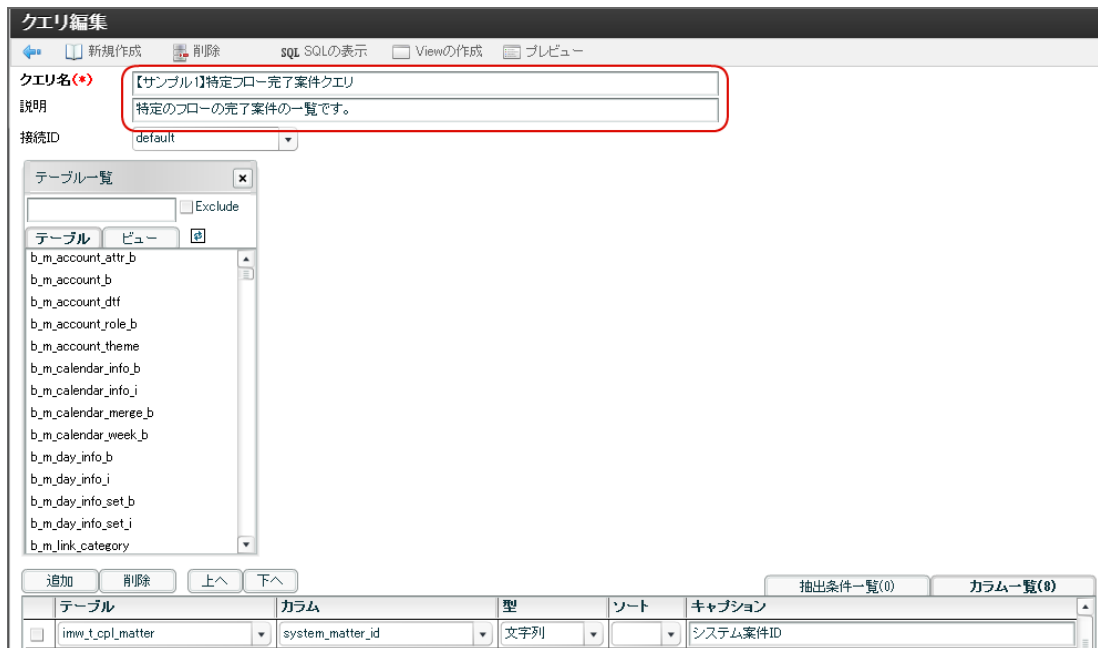 クエリ編集
新規作成 削除 SQL SQLの表示 Viewの作成 プレビュー
クエリ名(*) 【サンプル1】特定フロー完了案件クエリ
説明 特定のフローの完了案件の一覧です。
接続ID default
テーブル一覧
Exclude
テーブル ビュー
b_m_account_attr_b
b_m_account_b
b_m_account_dtf
b_m_account_role_b
b_m_account_theme
b_m_calendar_info_b
b_m_calendar_info_i
b_m_calendar_merge_b
b_m_calendar_week_b
b_m_day_info_b
b_m_day_info_i
b_m_day_info_set_b
b_m_day_info_set_i
b_m_link_category
追加 削除 上へ 下へ 抽出条件一覧(0) カラム一覧(8)
テーブル カラム 型 ソート キャプション
imw_t_cpl_matter system_matter_id 文字列 システム案件ID